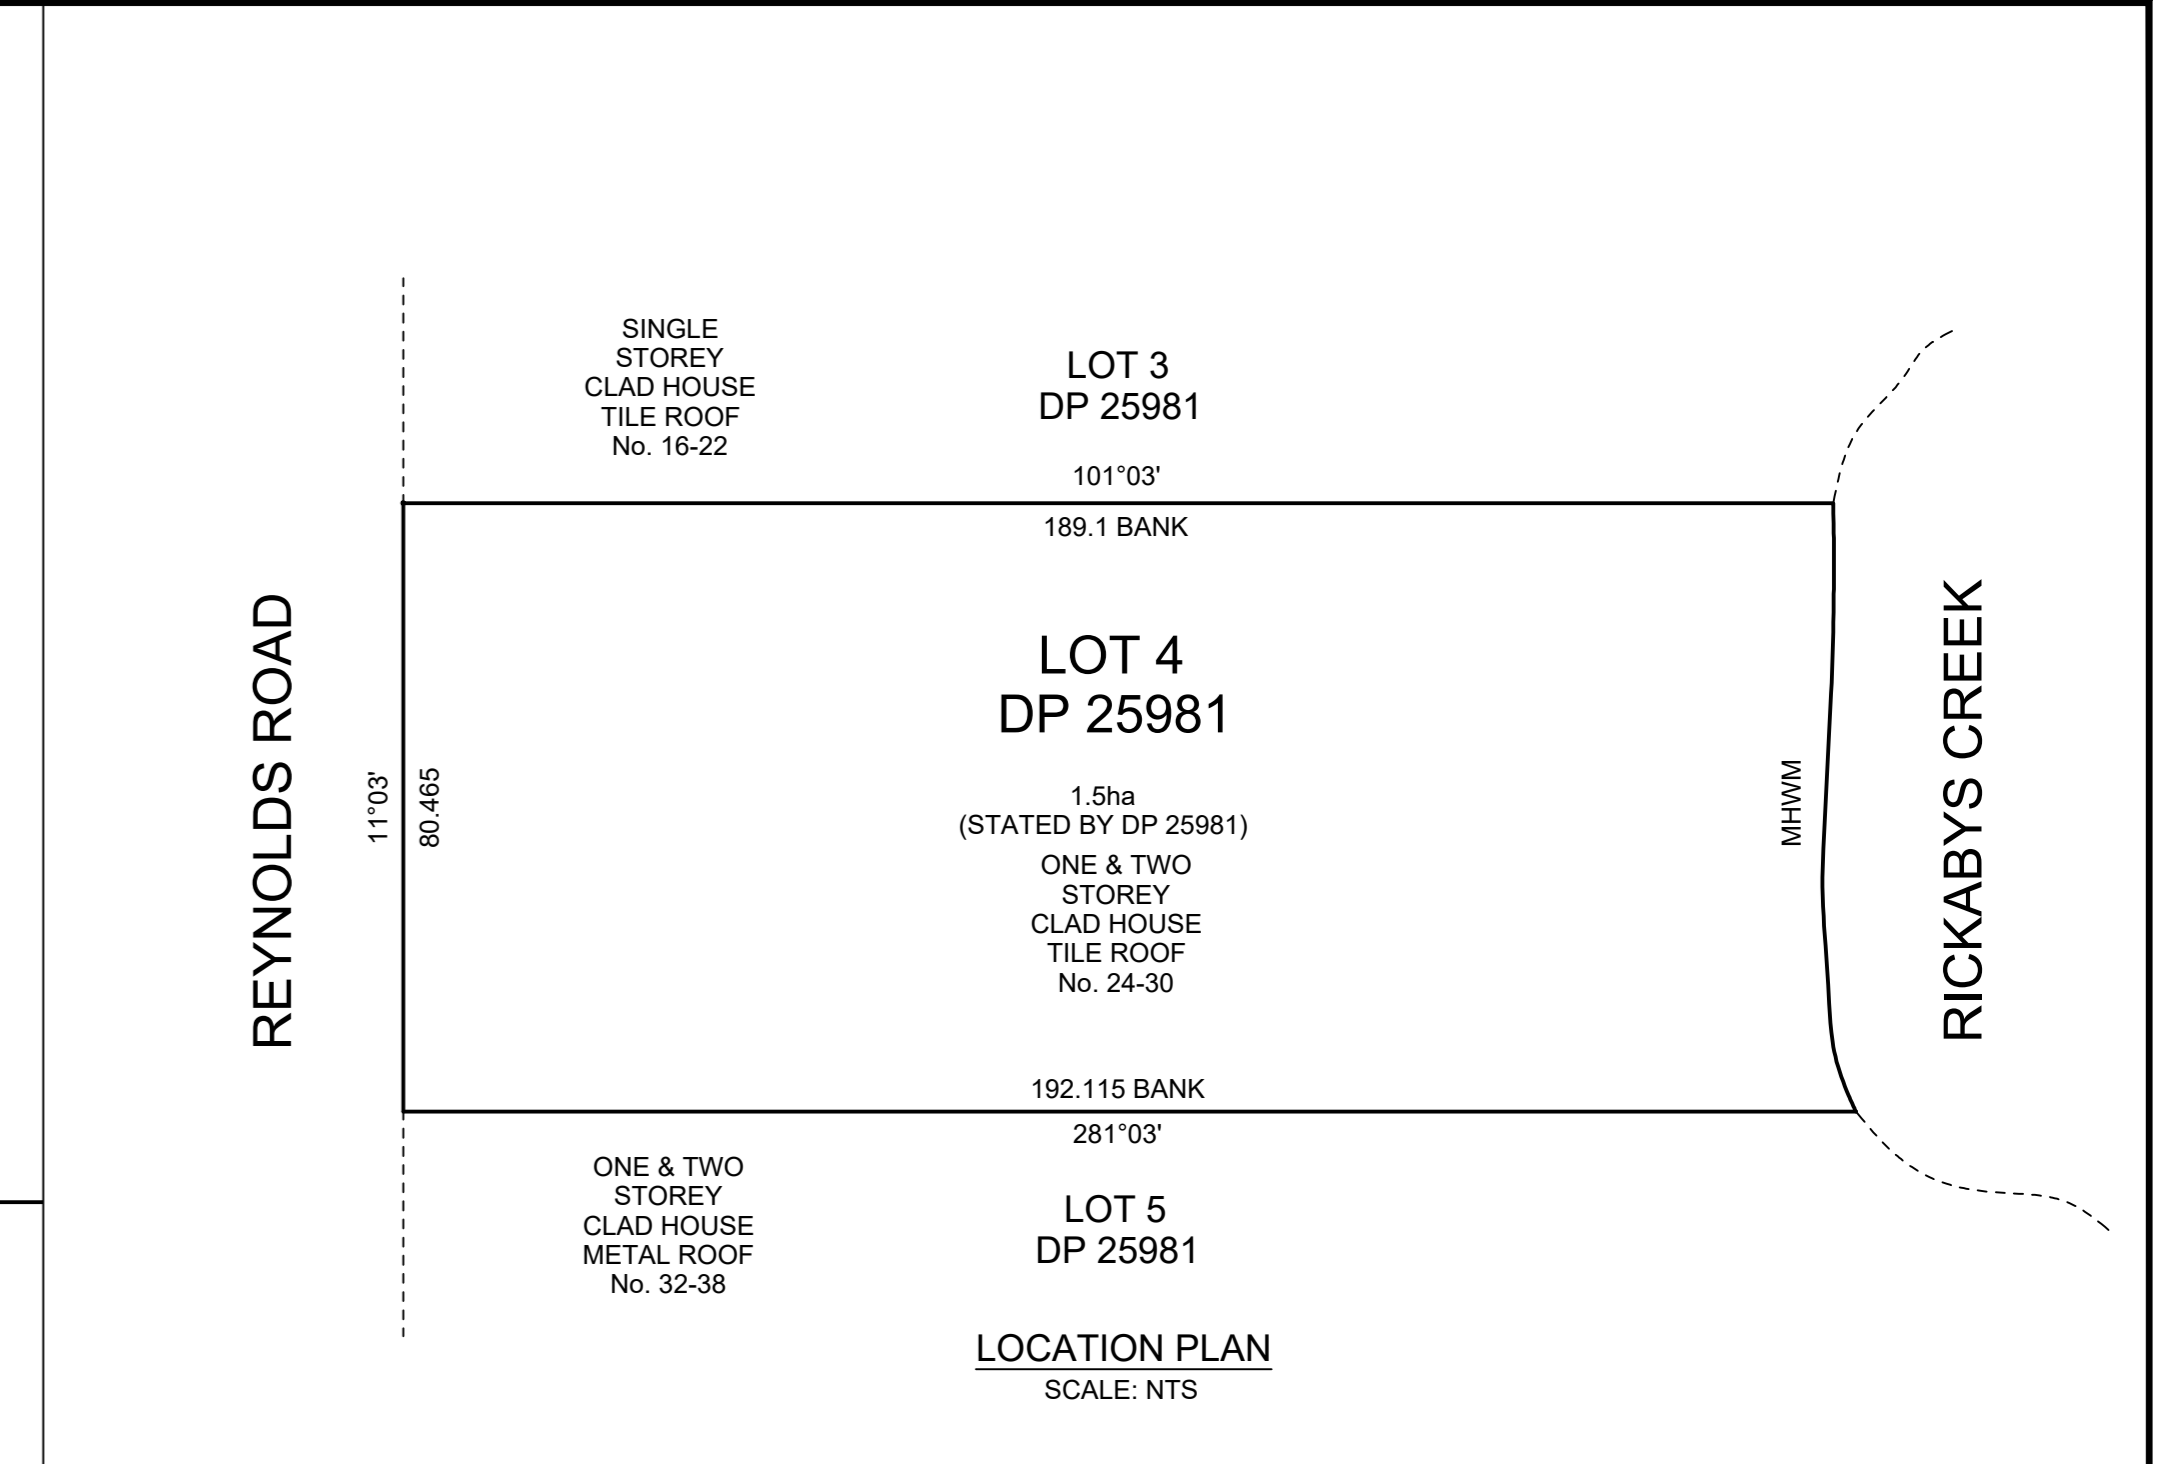 SINGLE
STOREY
CLAD HOUSE
TILE ROOF
No. 16-22
LOT 3
DP 25981
101°03'
189.1 BANK
REYNOLDS ROAD
11°03'
80.465
LOT 4
DP 25981
1.5ha
(STATED BY DP 25981)
ONE & TWO
STOREY
CLAD HOUSE
TILE ROOF
No. 24-30
MHWM
RICKABYS CREEK
192.115 BANK
281°03'
ONE & TWO
STOREY
CLAD HOUSE
METAL ROOF
No. 32-38
LOT 5
DP 25981
LOCATION PLAN
SCALE: NTS